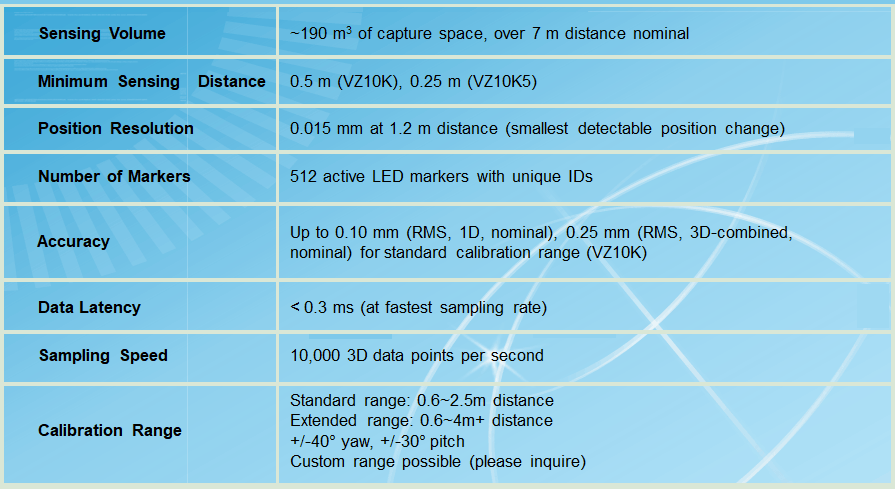 Sensing Volume
~190 m³ of capture space, over 7 m distance nominal
Minimum Sensing Distance
0.5 m (VZ10K), 0.25 m (VZ10K5)
Position Resolution
0.015 mm at 1.2 m distance (smallest detectable position change)
Number of Markers
512 active LED markers with unique IDs
Accuracy
Up to 0.10 mm (RMS, 1D, nominal), 0.25 mm (RMS, 3D-combined,
nominal) for standard calibration range (VZ10K)
Data Latency
< 0.3 ms (at fastest sampling rate)
Sampling Speed
10,000 3D data points per second
Calibration Range
Standard range: 0.6~2.5m distance
Extended range: 0.6~4m+ distance
+/-40° yaw, +/-30° pitch
Custom range possible (please inquire)